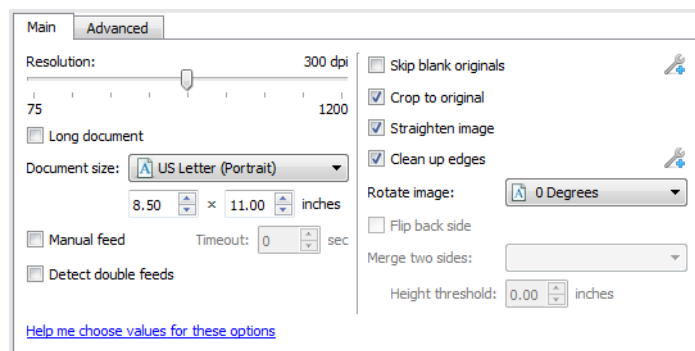 Main
Advanced
Resolution: 300 dpi
75 1200
Long document
Document size: US Letter (Portrait)
8.50 × 11.00 inches
Manual feed Timeout: 0 sec
Detect double feeds
Help me choose values for these options
Skip blank originals
Crop to original
Straighten image
Clean up edges
Rotate image: 0 Degrees
Flip back side
Merge two sides:
Height threshold: 0.00 inches